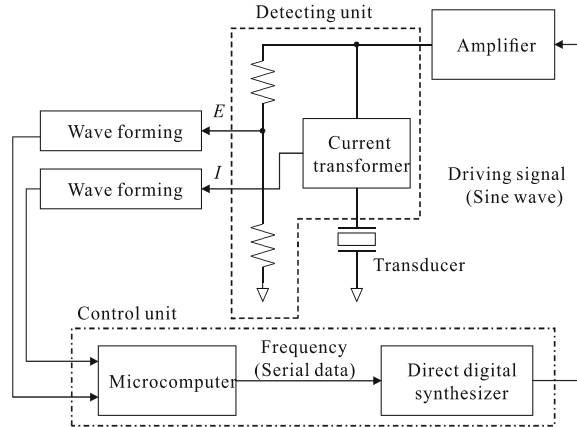 Detecting unit
Amplifier
E
Wave forming
Current
transformer
I
Wave forming
Driving signal
(Sine wave)
Transducer
Control unit
Frequency
(Serial data)
Microcomputer
Direct digital
synthesizer